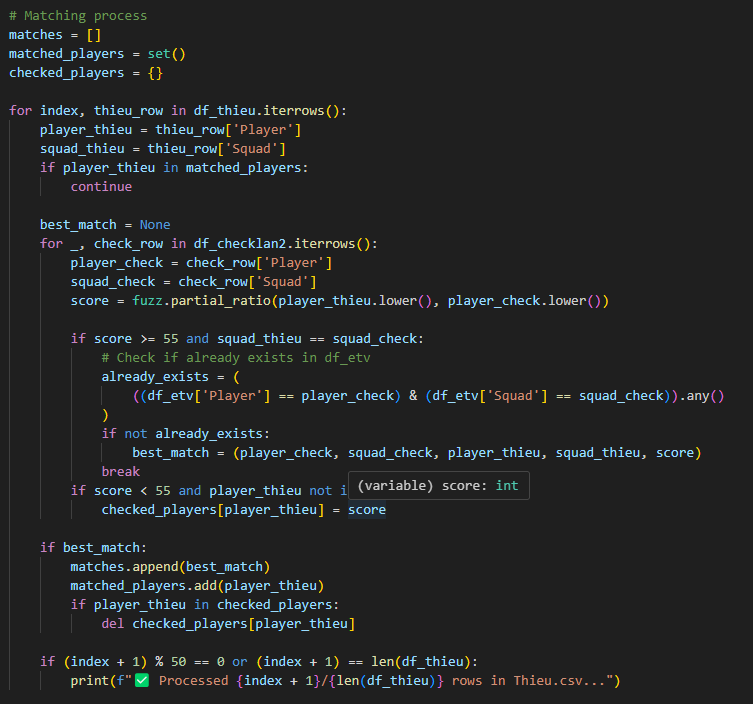 # Matching process
matches = []
matched_players = set()
checked_players = {}
for index, thieu_row in df_thieu.iterrows():
    player_thieu = thieu_row['Player']
    squad_thieu = thieu_row['Squad']
    if player_thieu in matched_players:
        continue
    best_match = None
    for _, check_row in df_checklan2.iterrows():
        player_check = check_row['Player']
        squad_check = check_row['Squad']
        score = fuzz.partial_ratio(player_thieu.lower(), player_check.lower())
        if score >= 55 and squad_thieu == squad_check:
            # Check if already exists in df_etv
            already_exists = (
                ((df_etv['Player'] == player_check) & (df_etv['Squad'] == squad_check)).any()
            )
            if not already_exists:
                best_match = (player_check, squad_check, player_thieu, squad_thieu, score)
            break
        if score < 55 and player_thieu not i
(variable) score: int
            checked_players[player_thieu] = score
    if best_match:
        matches.append(best_match)
        matched_players.add(player_thieu)
        if player_thieu in checked_players:
            del checked_players[player_thieu]
    if (index + 1) % 50 == 0 or (index + 1) == len(df_thieu):
        print(f"✅ Processed {index + 1}/{len(df_thieu)} rows in Thieu.csv...")